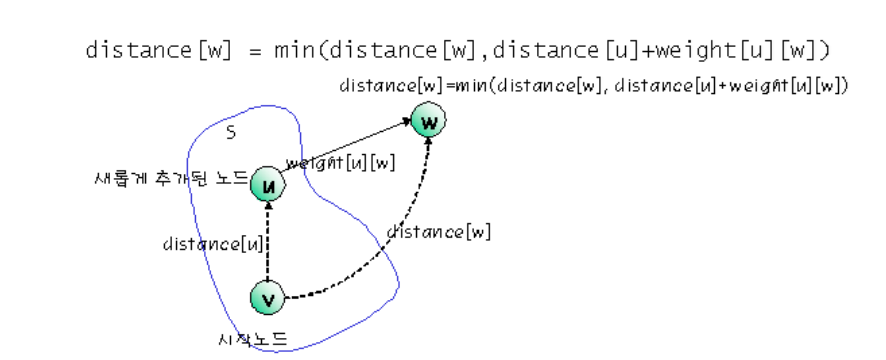 distance[w] = min(distance[w],distance[u]+weight[u][w])
distance[w]=min(distance[w], distance[u]+weight[u][w])
S
w
weight[u][w]
새롭게 추가된 노드
u
distance[u]
distance[w]
v
시작노드